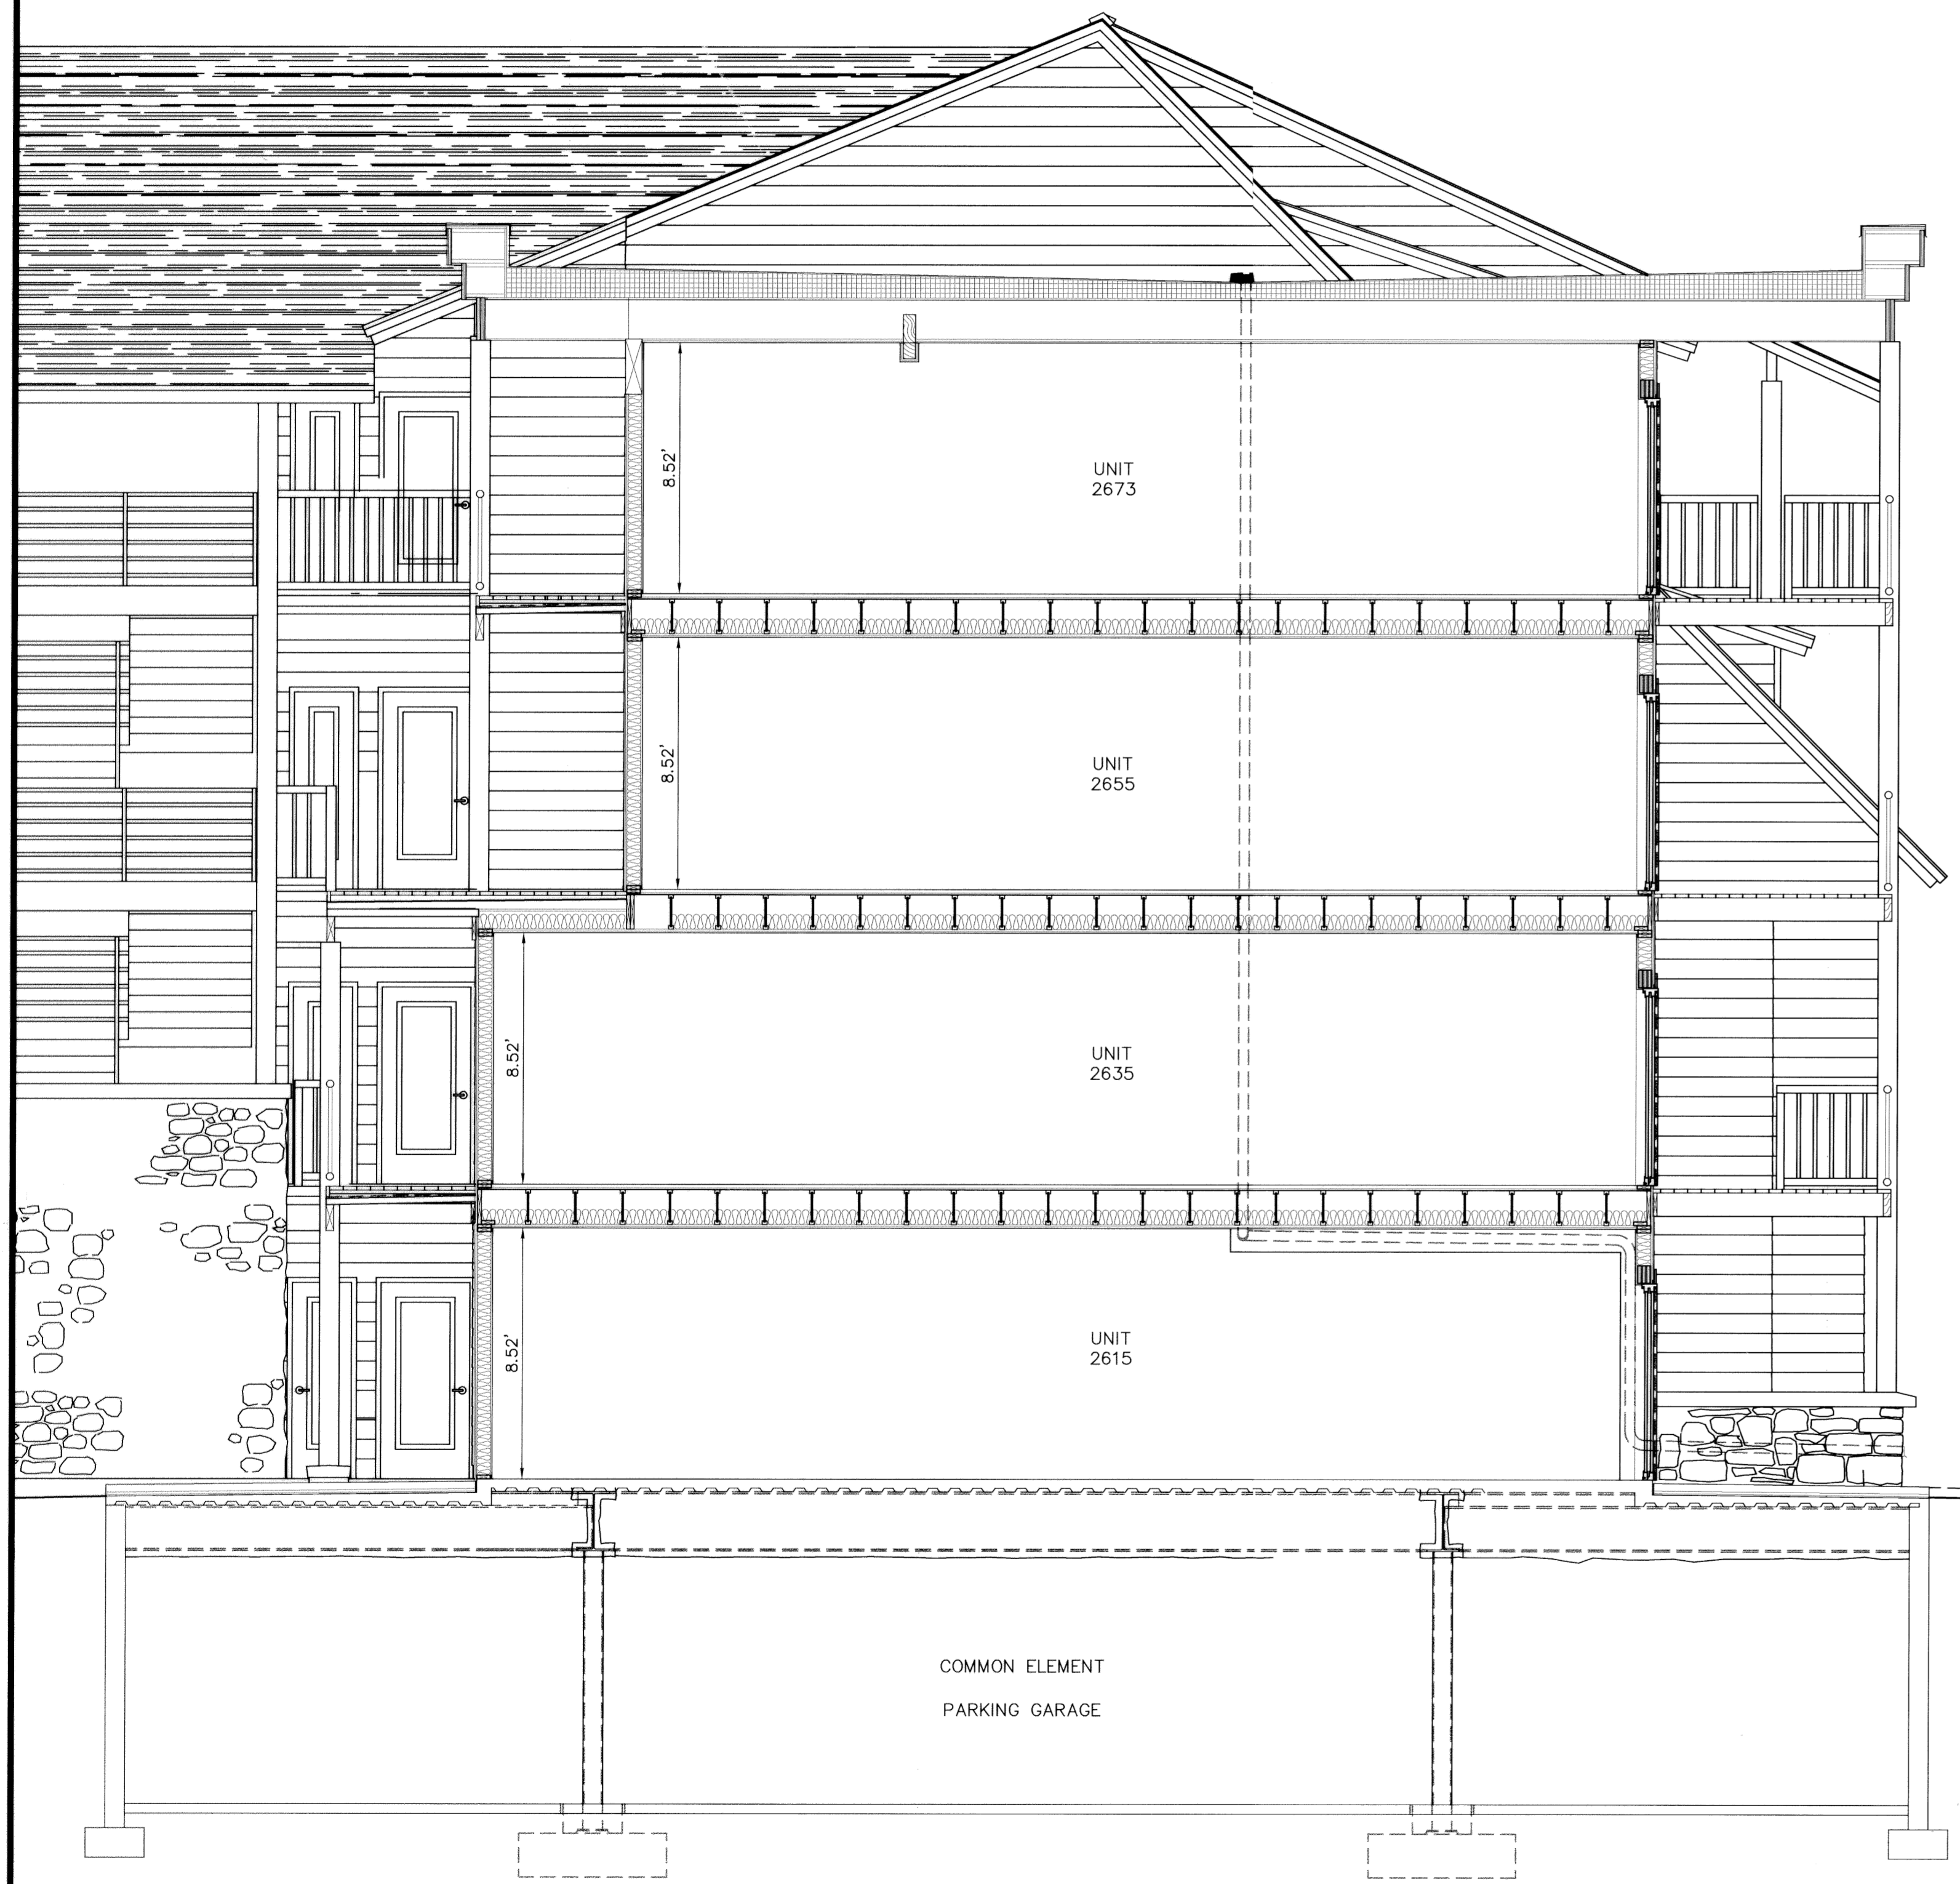 8.52'
UNIT
2673
8.52'
UNIT
2655
8.52'
UNIT
2635
8.52'
UNIT
2615
COMMON ELEMENT
PARKING GARAGE